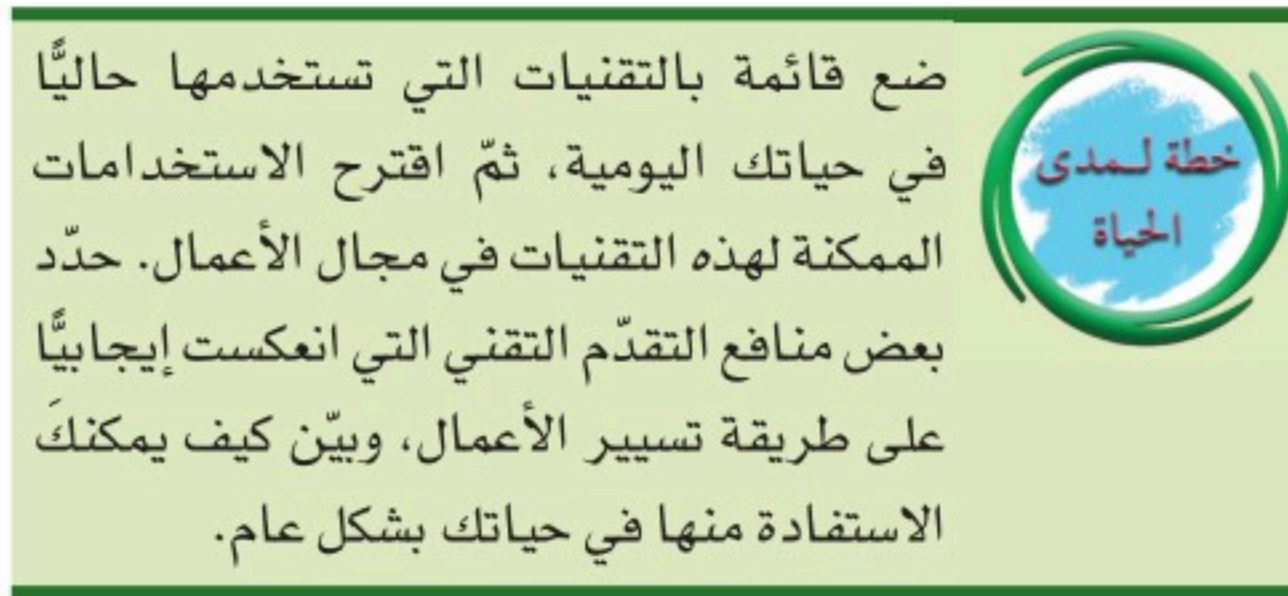 خطة لـمدى
الحياة
ضع قائمة بالتقنيات التي تستخدمها حاليًّا
في حياتك اليومية، ثمّ اقترح الاستخدامات
الممكنة لهذه التقنيات في مجال الأعمال. حدّد
بعض منافع التقدّم التقني التي انعكست إيجابيًّا
على طريقة تسيير الأعمال، وبيّن كيف يمكنكَ
الاستفادة منها في حياتك بشكل عام.